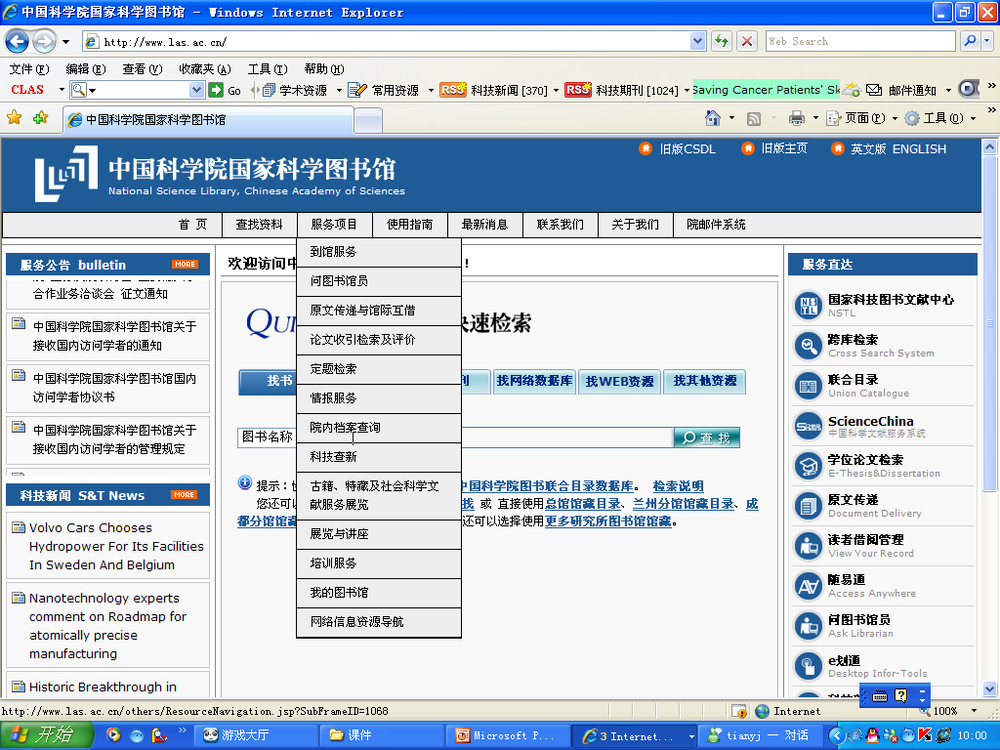 中国科学院国家科学图书馆 - Windows Internet Explorer
http://www.las.ac.cn/
Web Search
文件(F) 编辑(E) 查看(V) 收藏夹(A) 工具(T) 帮助(H)
CLAS
Go
学术资源
常用资源
RSS 科技新闻 [370]
RSS 科技期刊 [1024]
Saving Cancer Patients' Sk
邮件通知
中国科学院国家科学图书馆
页面(P) 工具(O)
中国科学院国家科学图书馆
National Science Library, Chinese Academy of Sciences
旧版CSDL 旧版主页 英文版 ENGLISH
首 页 查找资料 服务项目 使用指南 最新消息 联系我们 关于我们 院邮件系统
服务公告 bulletin MORE
合作业务洽谈会 征文通知
中国科学院国家科学图书馆关于
接收国内访问学者的通知
中国科学院国家科学图书馆国内
访问学者协议书
中国科学院国家科学图书馆关于
接收国内访问学者的管理规定
科技新闻 S&T News MORE
Volvo Cars Chooses
Hydropower For Its Facilities
In Sweden And Belgium
Nanotechnology experts
comment on Roadmap for
atomically precise
manufacturing
Historic Breakthrough in
到馆服务
问图书馆员
原文传递与馆际互借
论文收引检索及评价
定题检索
情报服务
院内档案查询
科技查新
古籍、特藏及社会科学文
献服务展览
展览与讲座
培训服务
我的图书馆
网络信息资源导航
欢迎访问中 !
QUI 快速检索
找书 刊 找网络数据库 找WEB资源 找其他资源
图书名称 查 找
提示: 中国科学院图书联合目录数据库。 检索说明
您还可以 找 或 直接使用总馆馆藏目录、兰州分馆馆藏目录、成
都分馆馆藏 还可以选择使用更多研究所图书馆馆藏。
服务直达
国家科技图书文献中心
NSTL
跨库检索
Cross Search System
联合目录
Union Catalogue
ScienceChina
中国科学文献服务系统
学位论文检索
E-Thesis&Dissertation
原文传递
Document Delivery
读者借阅管理
View Your Record
随易通
Access Anywhere
问图书馆员
Ask Librarian
e划通
Desktop Infor-Tools
http://www.las.ac.cn/others/ResourceNavigation.jsp?SubFrameID=1068
Internet
100%
开始
游戏大厅
课件
Microsoft P...
3 Internet...
tianyj — 对话
10:00